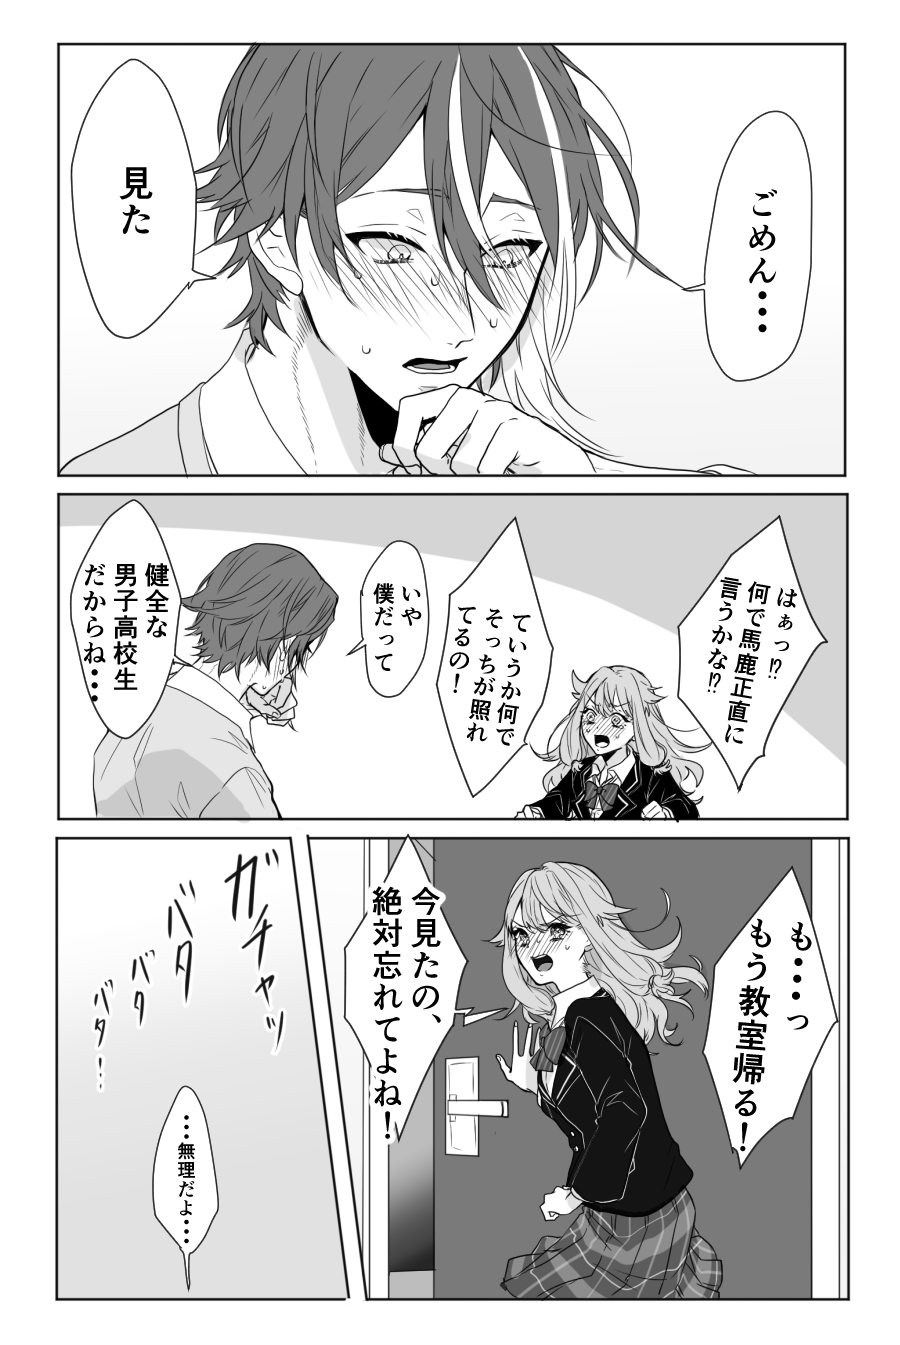 ごめん・・・
見た
はぁっ⁉
何で馬鹿正直に
言うかな⁉
ていうか何で
そっちが照れ
てるの！
いや
僕だって
健全な
男子高校生
だからね・・・
も・・・っ
もう教室帰る！
今見たの、
絶対忘れてよね！
ガチャッ
バタ
バタ
バタ…
・・・無理だよ・・・